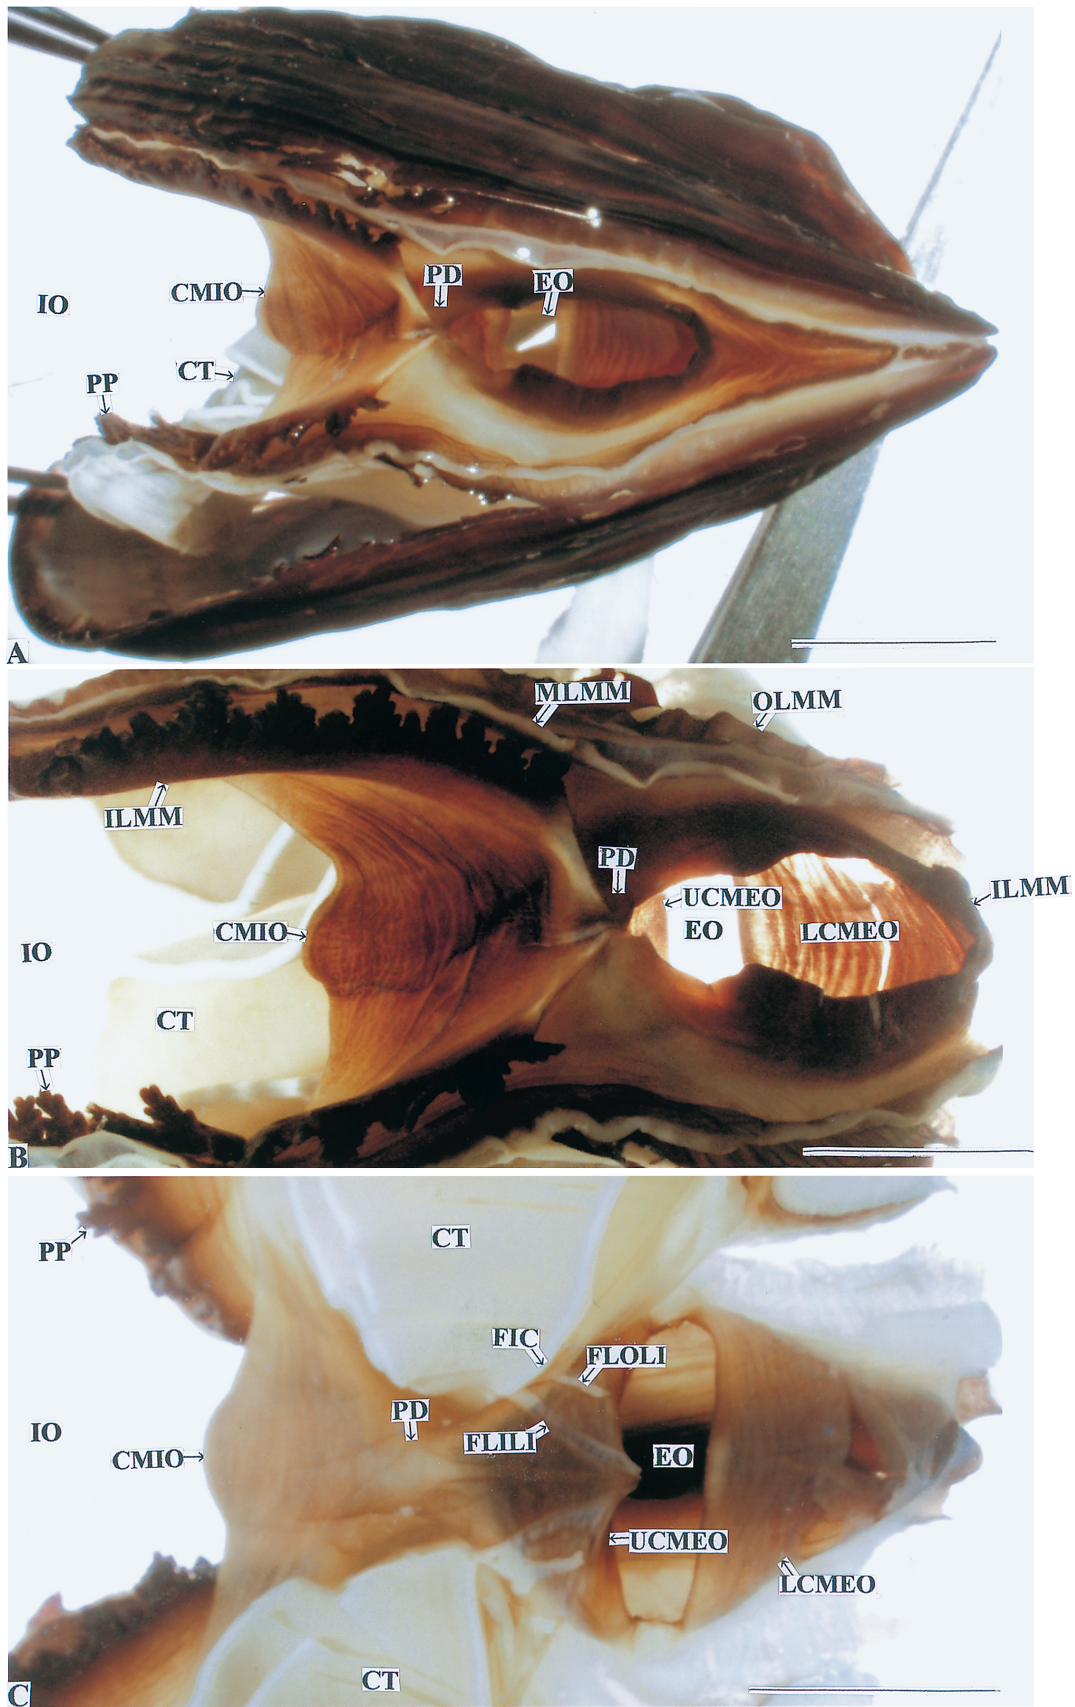 PD
EO
CMIO
IO
CT
PP
A
MLMM
OLMM
ILMM
PD
ILMM
UCMEO
CMIO
EO
LCMEO
IO
CT
PP
B
PP
CT
FIC
FLOLI
PD
IO
FLILI
CMIO
EO
UCMEO
LCMEO
CT
C